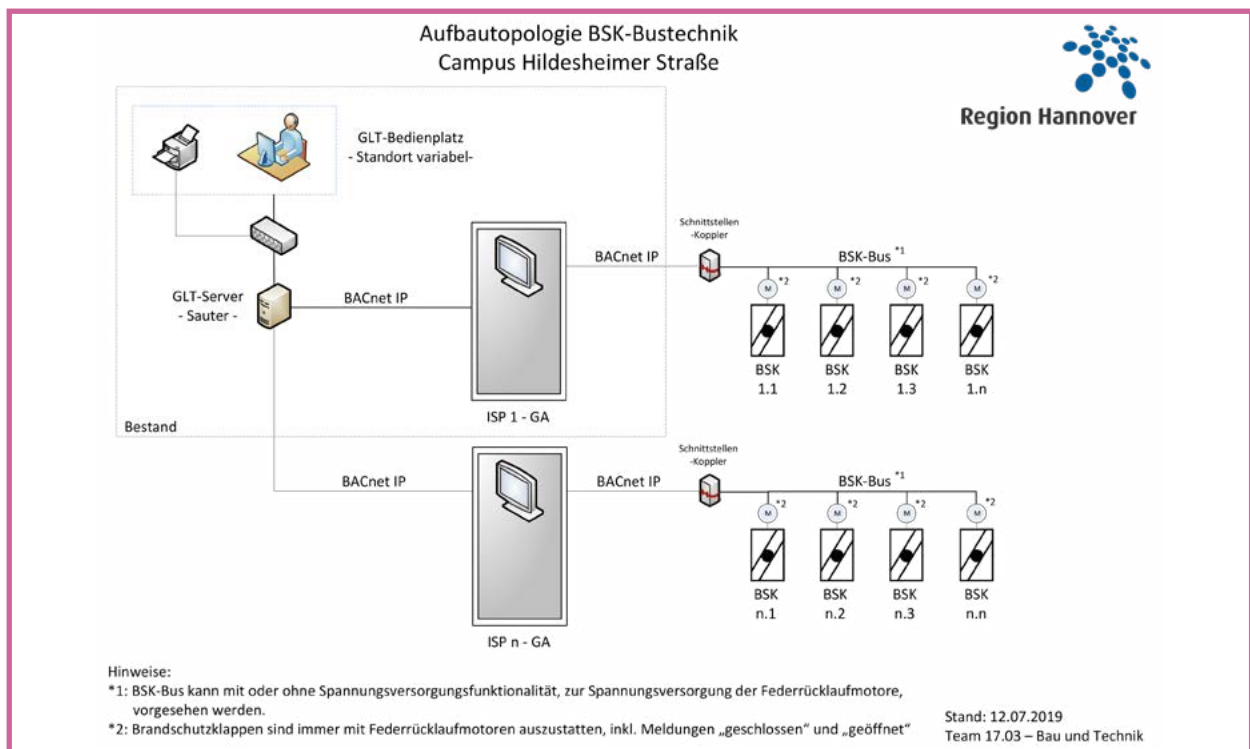 Aufbautopologie BSK-Bustechnik
Campus Hildesheimer Straße
Region Hannover
GLT-Bedienplatz
- Standort variabel-
GLT-Server
- Sauter -
BACnet IP
BACnet IP
Schnittstellen
-Koppler
BSK-Bus *1
M *2
M *2
M *2
M *2
BSK
1.1
BSK
1.2
BSK
1.3
BSK
1.n
ISP 1 - GA
Bestand
BACnet IP
BACnet IP
Schnittstellen
-Koppler
BSK-Bus *1
M *2
M *2
M *2
M *2
BSK
n.1
BSK
n.2
BSK
n.3
BSK
n.n
ISP n - GA
Hinweise:
*1: BSK-Bus kann mit oder ohne Spannungsversorgungsfunktionalität, zur Spannungsversorgung der Federrücklaufmotore,
vorgesehen werden.
*2: Brandschutzklappen sind immer mit Federrücklaufmotoren auszustatten, inkl. Meldungen „geschlossen“ und „geöffnet“
Stand: 12.07.2019
Team 17.03 – Bau und Technik